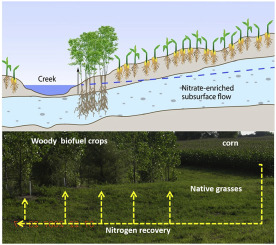 Creek
Nitrate-enriched
subsurface flow
Woody biofuel crops
corn
Native grasses
Nitrogen recovery